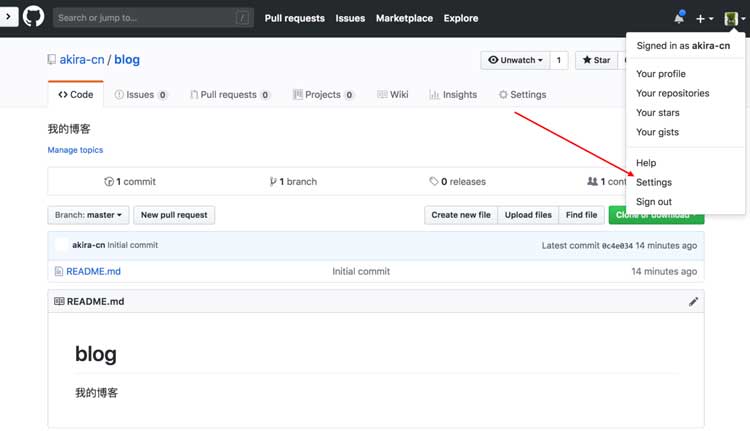 Search or jump to...
/
Pull requests Issues Marketplace Explore
Signed in as akira-cn
Your profile
Your repositories
Your stars
Your gists
Help
Settings
Sign out
akira-cn / blog
Unwatch 1
Star
Code Issues 0 Pull requests 0 Projects 0 Wiki Insights Settings
我的博客
Manage topics
1 commit 1 branch 0 releases 1
Branch: master New pull request Create new file Upload files Find file Clone or download
akira-cn Initial commit Latest commit 0c4e034 14 minutes ago
README.md Initial commit 14 minutes ago
README.md
blog
我的博客